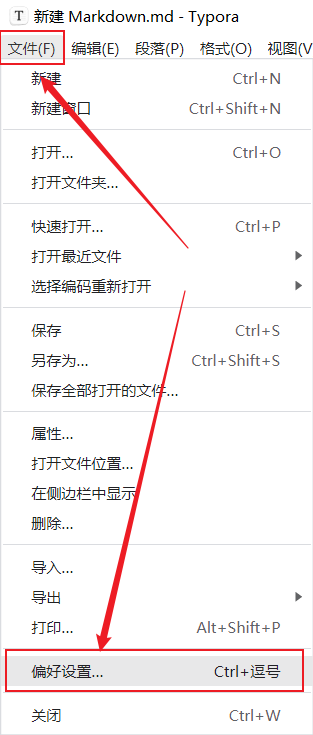 T 新建 Markdown.md - Typora
文件(F) 编辑(E) 段落(P) 格式(O) 视图(V
新建 Ctrl+N
新建窗口 Ctrl+Shift+N
打开... Ctrl+O
打开文件夹...
快速打开... Ctrl+P
打开最近文件
选择编码重新打开
保存 Ctrl+S
另存为... Ctrl+Shift+S
保存全部打开的文件...
属性...
打开文件位置...
在侧边栏中显示
删除...
导入...
导出
打印... Alt+Shift+P
偏好设置... Ctrl+逗号
关闭 Ctrl+W